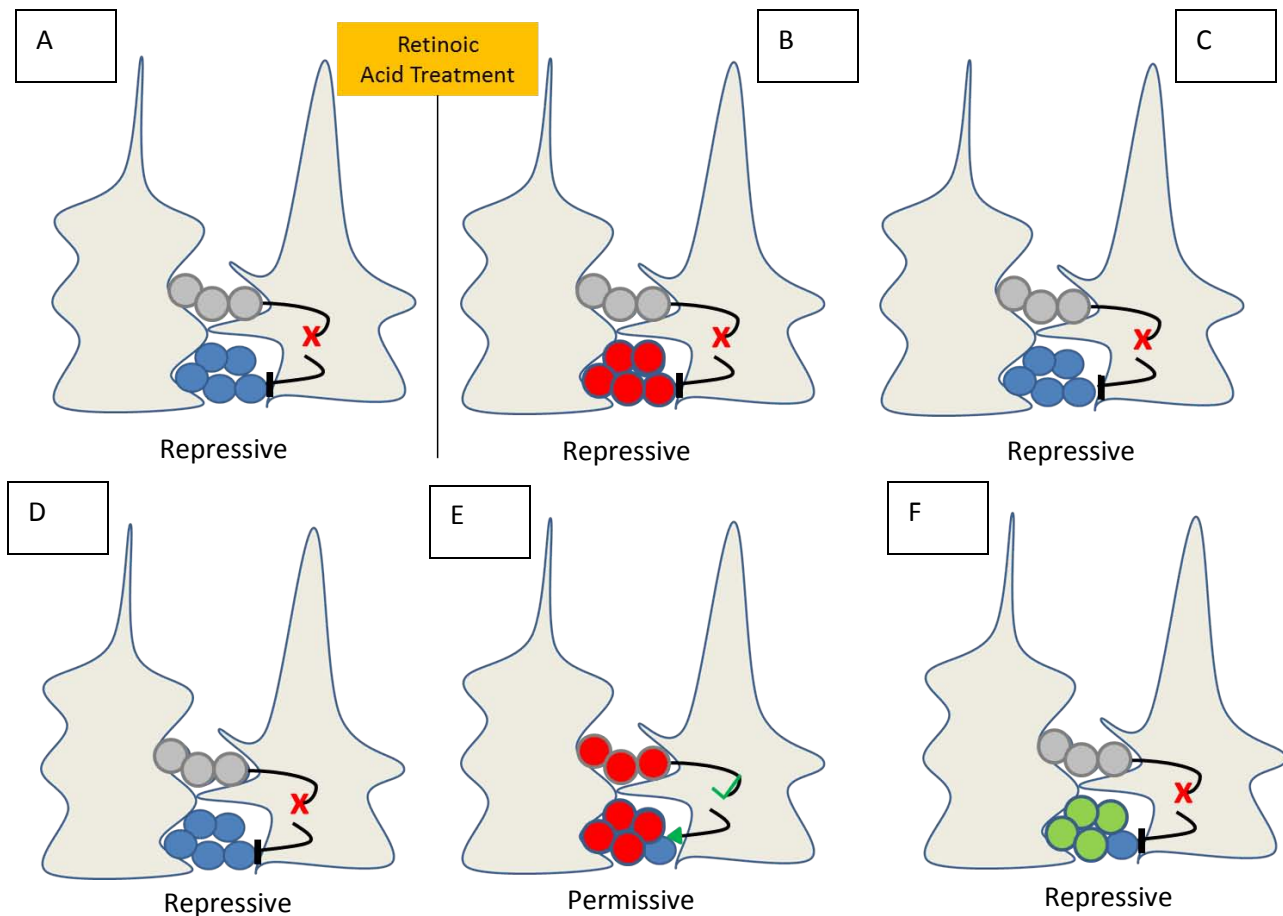 A
Retinoic
Acid Treatment
B
C
X
X
X
Repressive
Repressive
Repressive
D
E
F
X
X
Repressive
Permissive
Repressive